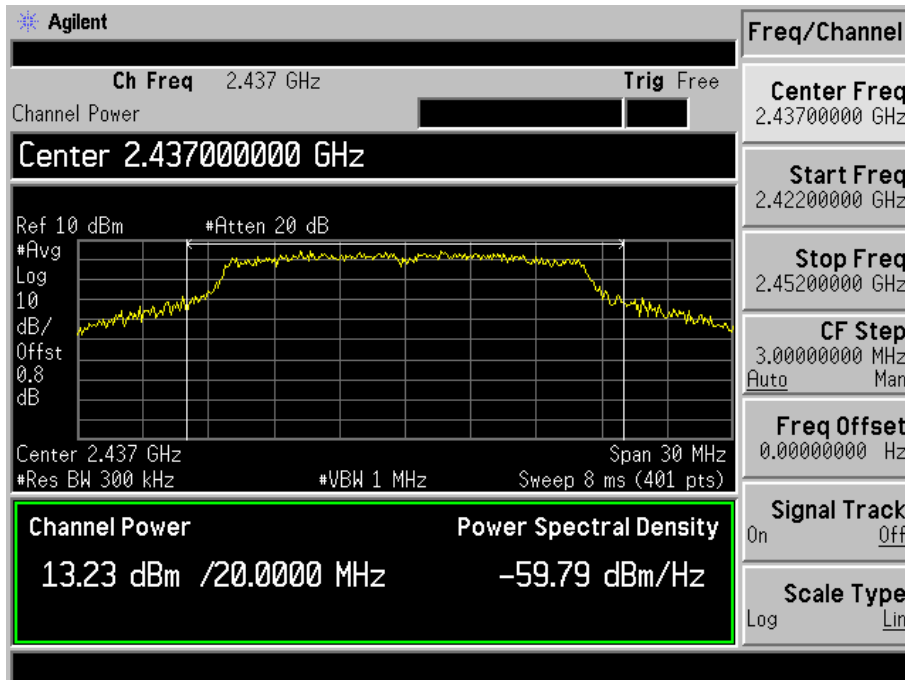 Agilent
Freq/Channel
Ch Freq 2.437 GHz Trig Free
Channel Power
Center 2.437000000 GHz
Ref 10 dBm #Atten 20 dB
#Avg
Log
10
dB/
Offst
0.8
dB
Center 2.437 GHz Span 30 MHz
#Res BW 300 kHz #VBW 1 MHz Sweep 8 ms (401 pts)
Channel Power Power Spectral Density
13.23 dBm /20.0000 MHz -59.79 dBm/Hz
Center Freq
2.43700000 GHz
Start Freq
2.42200000 GHz
Stop Freq
2.45200000 GHz
CF Step
3.00000000 MHz
Auto Man
Freq Offset
0.00000000 Hz
Signal Track
On Off
Scale Type
Log Lin